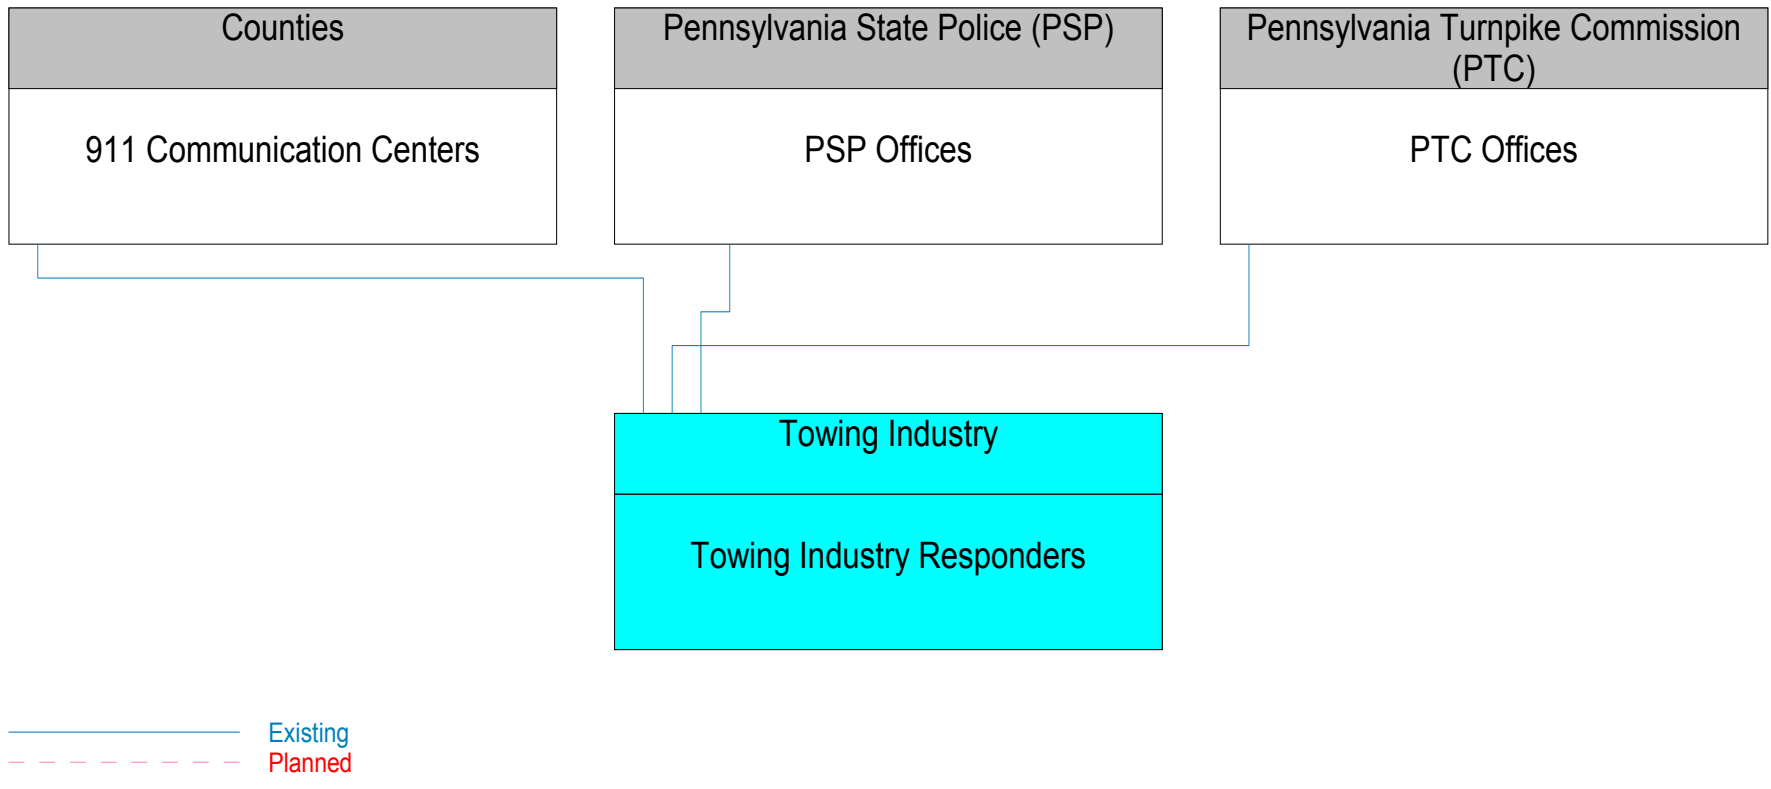 Counties
911 Communication Centers
Pennsylvania State Police (PSP)
PSP Offices
Pennsylvania Turnpike Commission
(PTC)
PTC Offices
Towing Industry
Towing Industry Responders
Existing
Planned